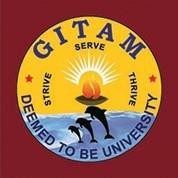 GITAM
STRIVE
SERVE
THRIVE
DEEMED TO BE UNIVERSITY